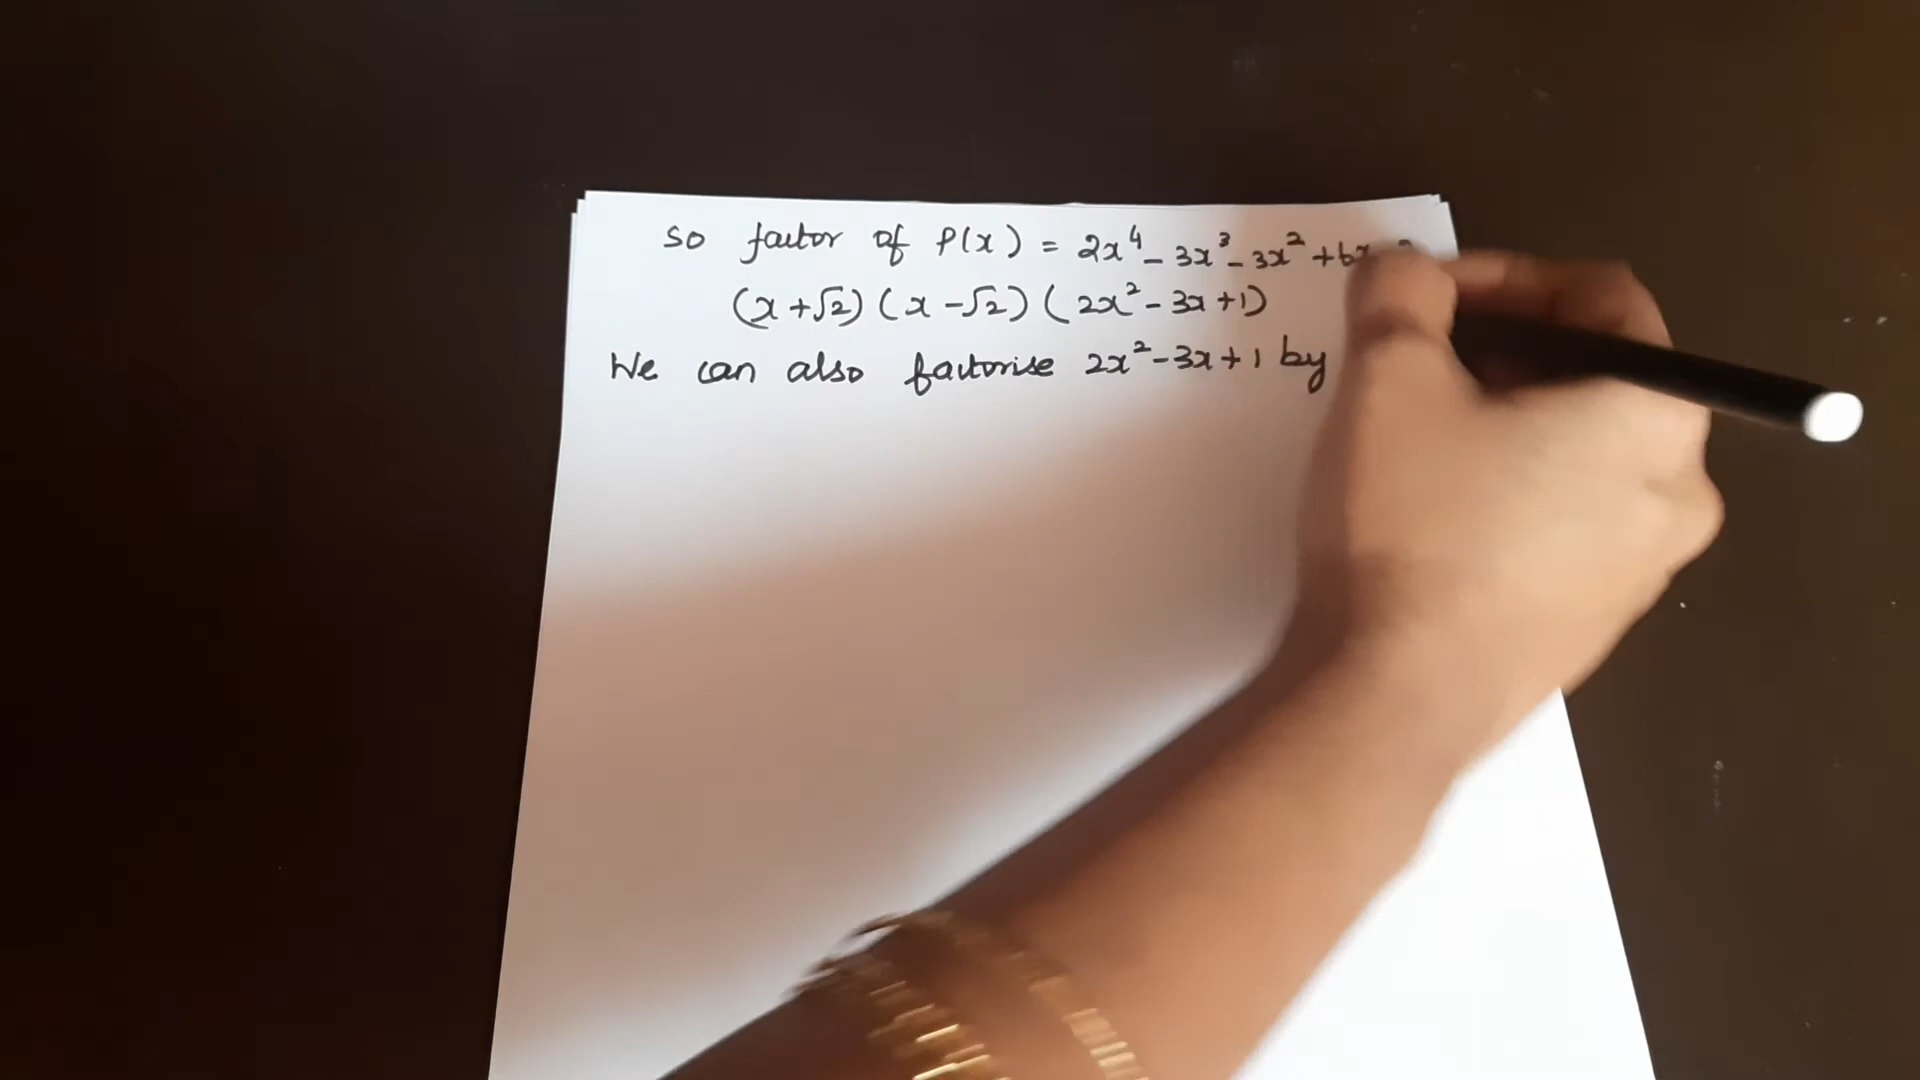 so factor of P(x) = 2x⁴ - 3x³ - 3x² + 6x
(x + √2) (x - √2) ( 2x² - 3x + 1)
We can also factorise 2x² - 3x + 1 by